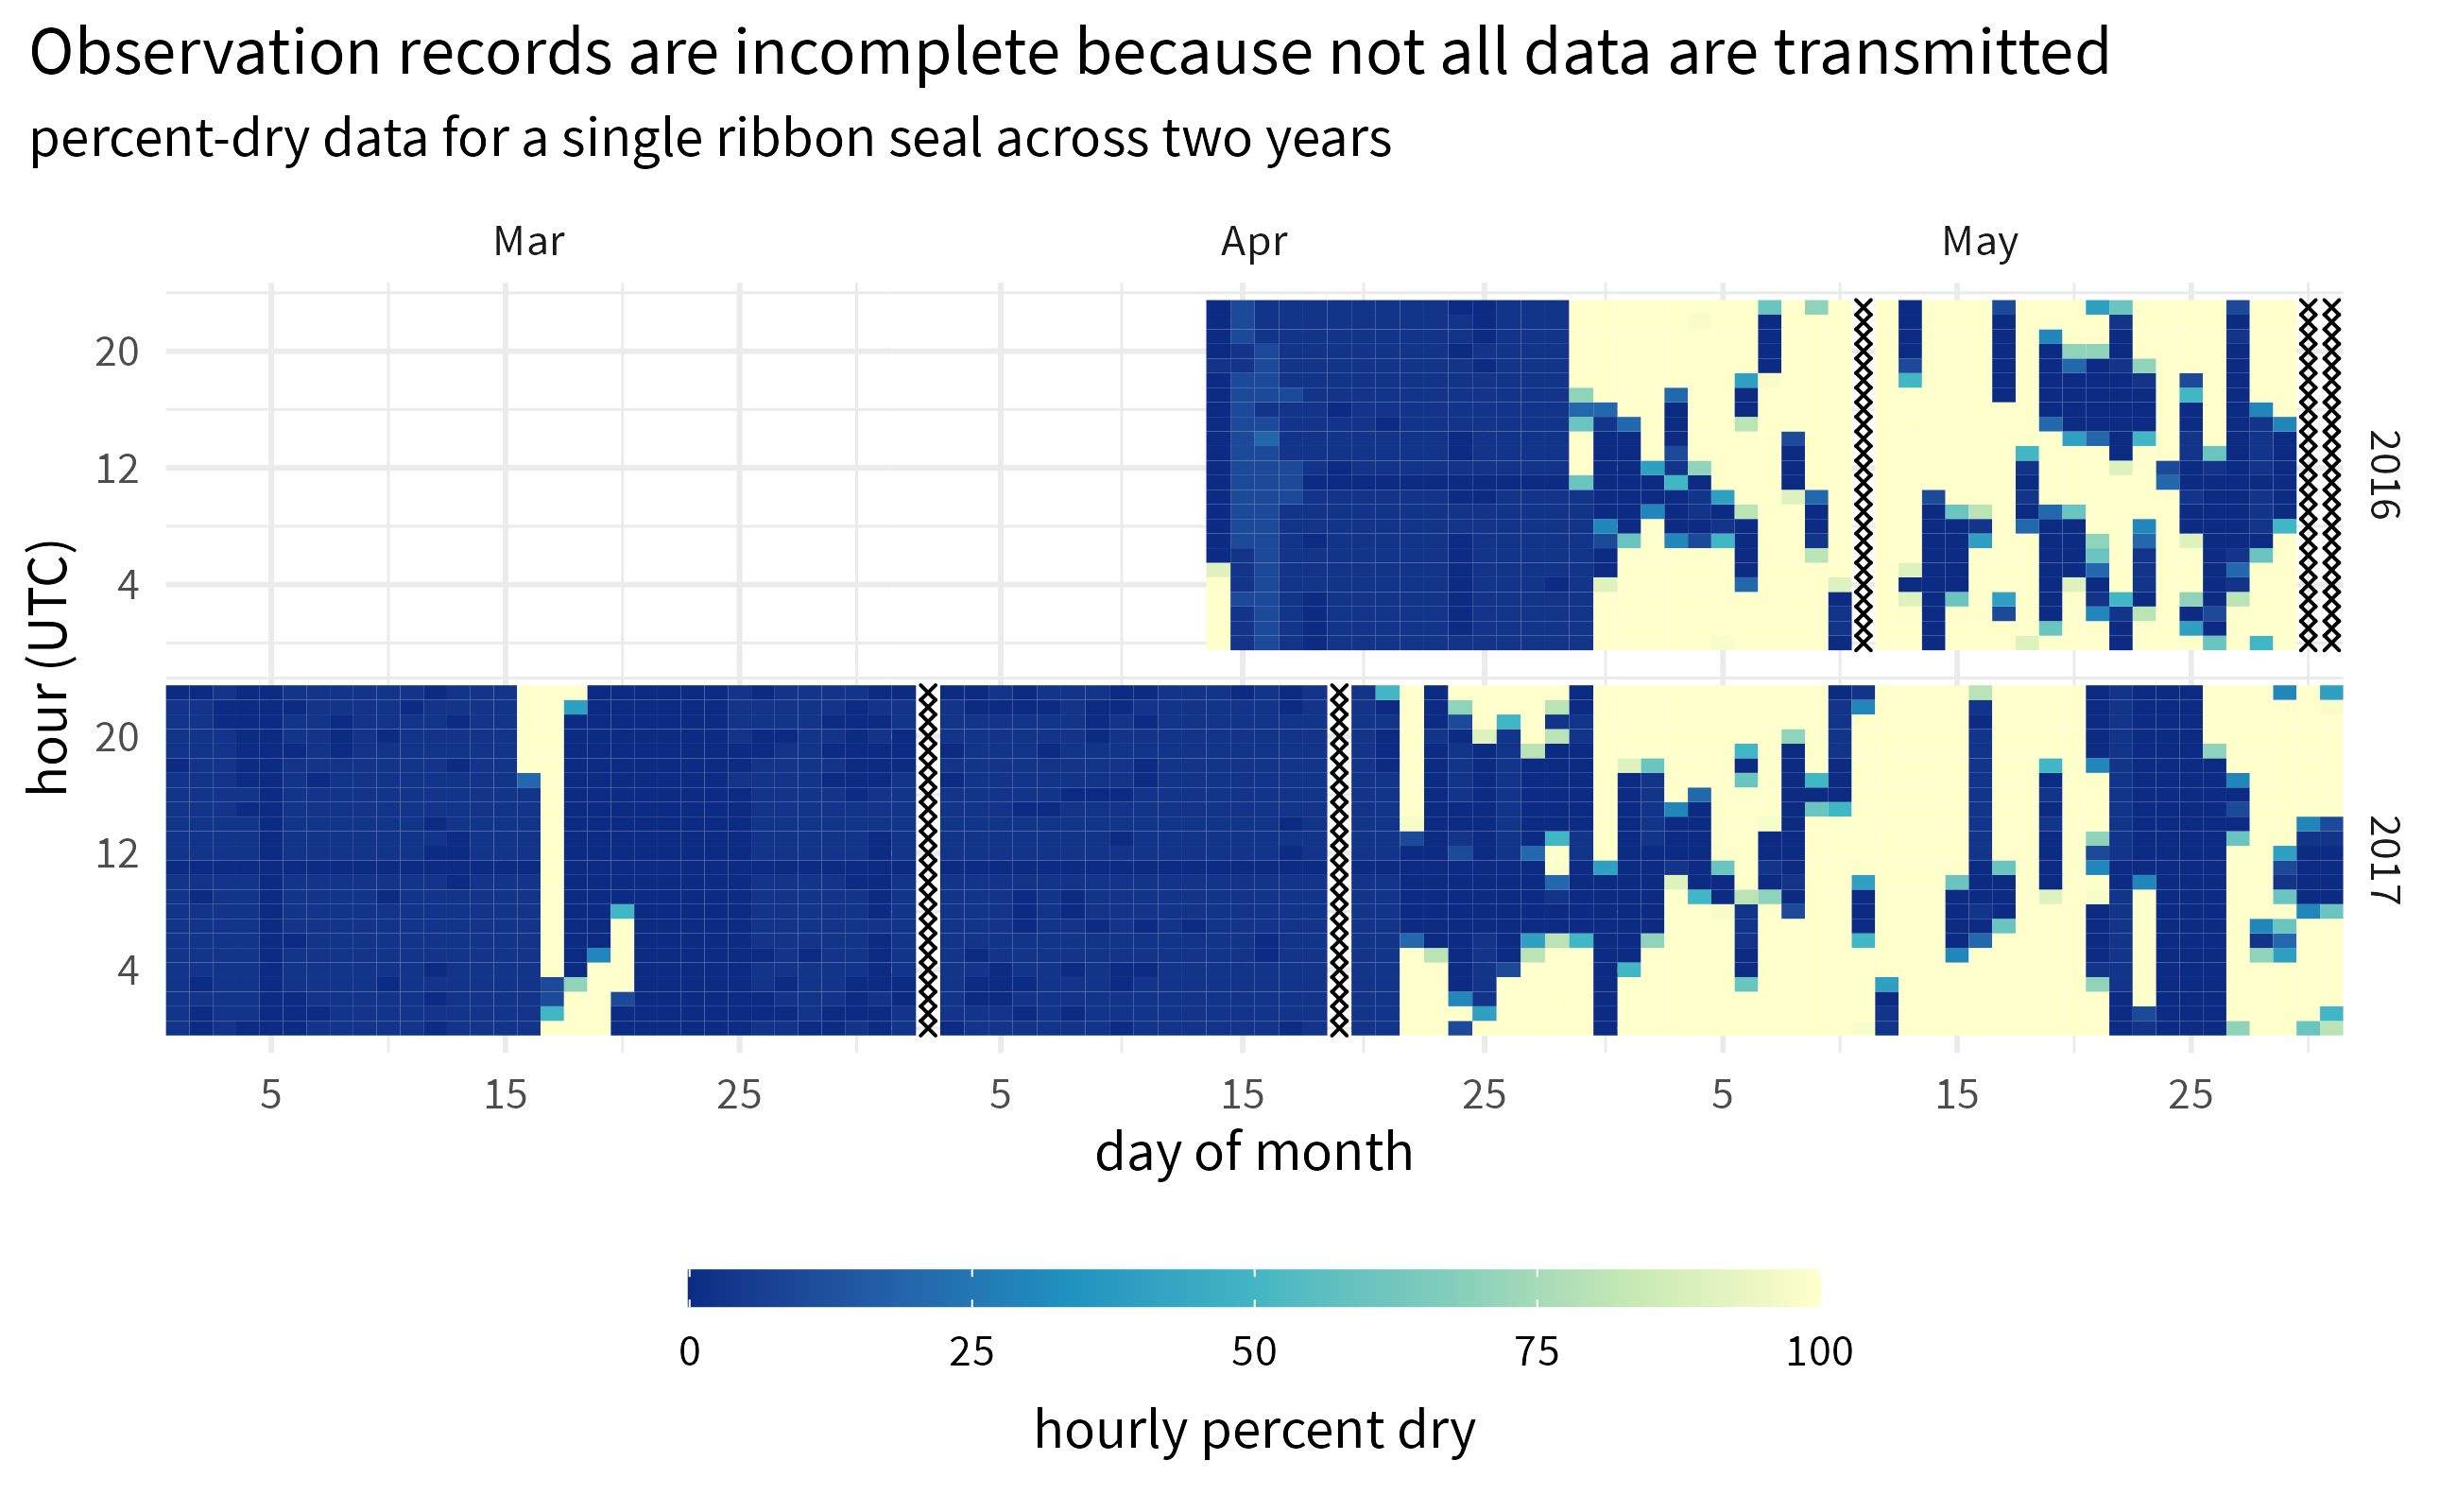 Observation records are incomplete because not all data are transmitted
percent-dry data for a single ribbon seal across two years
Mar Apr May
20
12
4
2016
hour (UTC)
20
12
4
2017
5 15 25 5 15 25 5 15 25
day of month
0 25 50 75 100
hourly percent dry